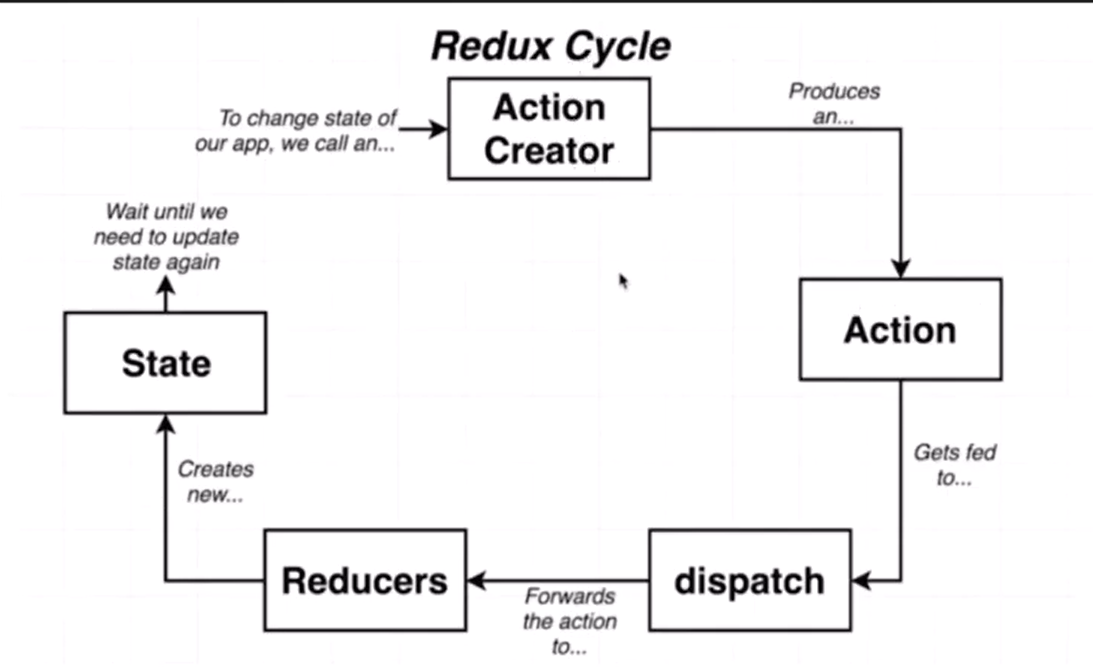 Redux Cycle
To change state of
our app, we call an...
Action
Creator
Produces
an...
Wait until we
need to update
state again
Action
State
Gets fed
to...
Creates
new...
Reducers
dispatch
Forwards
the action
to...